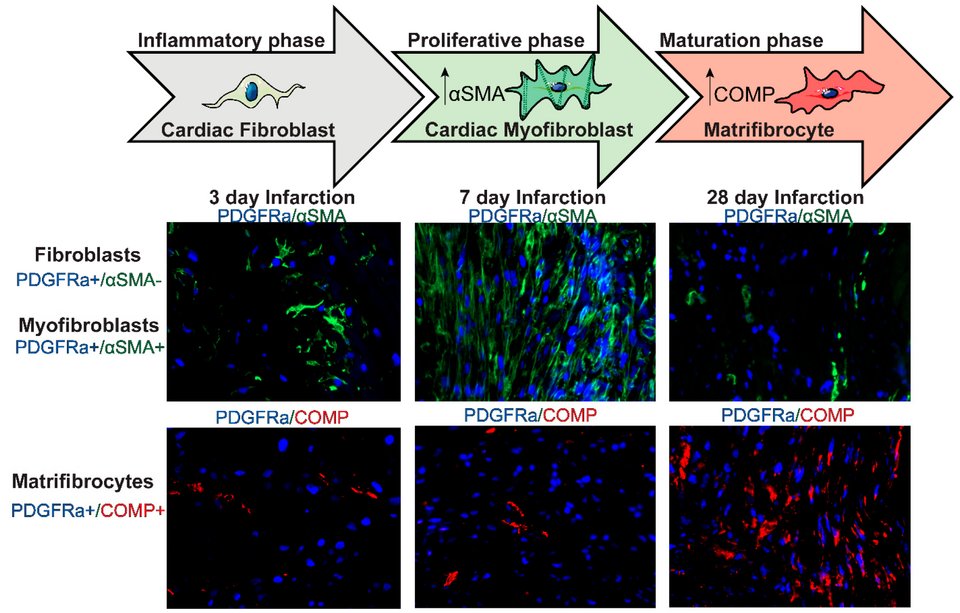 Inflammatory phase
Proliferative phase
Maturation phase
↑αSMA
↑COMP
Cardiac Fibroblast
Cardiac Myofibroblast
Matrifibrocyte
3 day Infarction
7 day Infarction
28 day Infarction
PDGFRa/αSMA
PDGFRa/αSMA
PDGFRa/αSMA
Fibroblasts
PDGFRa+/αSMA-
Myofibroblasts
PDGFRa+/αSMA+
PDGFRa/COMP
PDGFRa/COMP
PDGFRa/COMP
Matrifibrocytes
PDGFRa+/COMP+